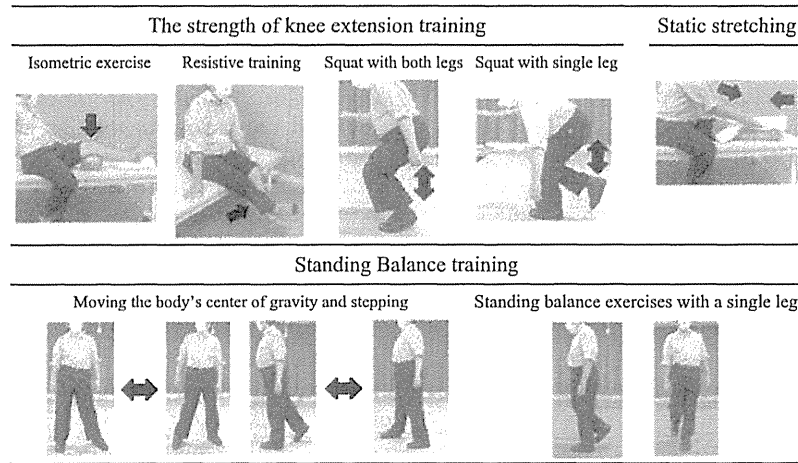 The strength of knee extension training
Static stretching
Isometric exercise
Resistive training
Squat with both legs
Squat with single leg
Standing Balance training
Moving the body's center of gravity and stepping
Standing balance exercises with a single leg